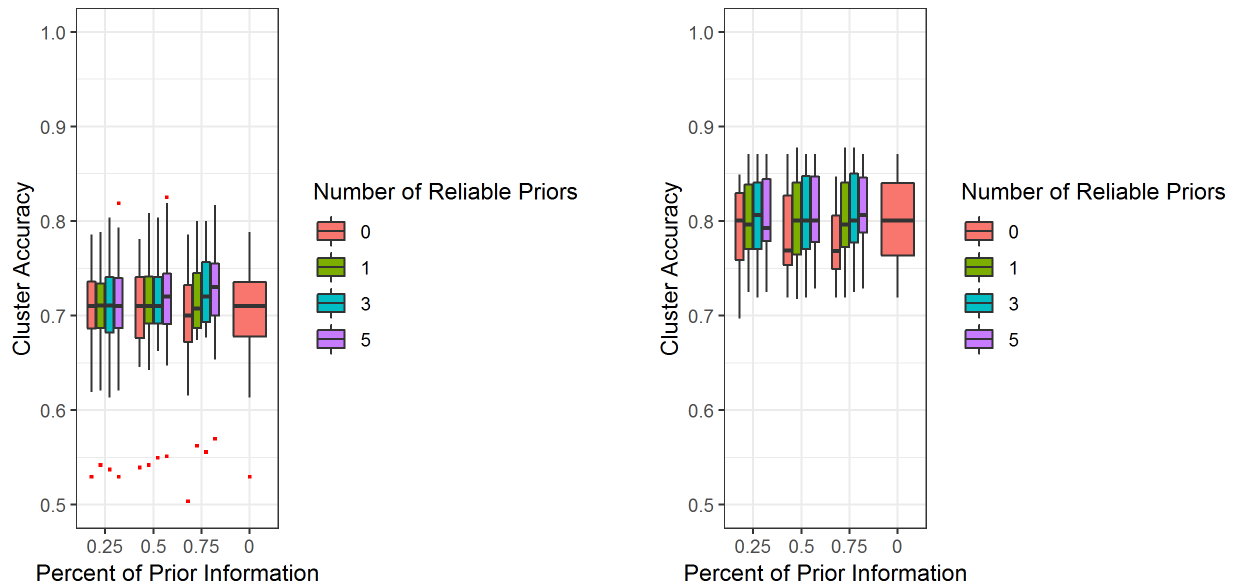 Cluster Accuracy
1.0
0.9
0.8
0.7
0.6
0.5
0.25 0.5 0.75 0
Percent of Prior Information
Number of Reliable Priors
0
1
3
5
Cluster Accuracy
1.0
0.9
0.8
0.7
0.6
0.5
0.25 0.5 0.75 0
Percent of Prior Information
Number of Reliable Priors
0
1
3
5